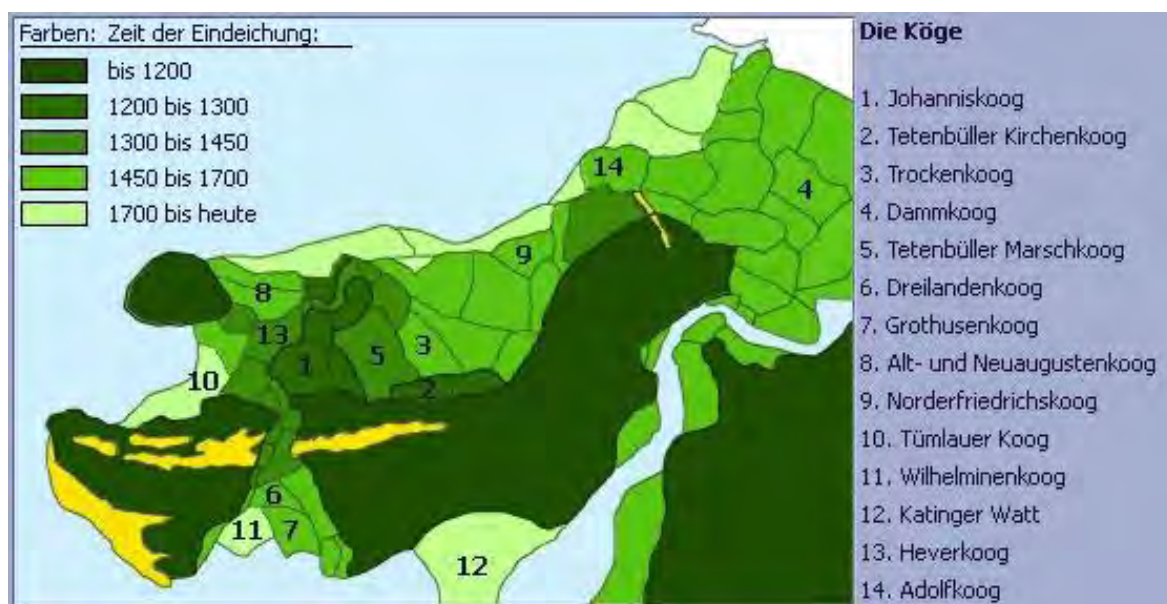 Farben: Zeit der Eindeichung:
bis 1200
1200 bis 1300
1300 bis 1450
1450 bis 1700
1700 bis heute
Die Köge
1. Johanniskoog
2. Tetenbüller Kirchenkoog
3. Trockenkoog
4. Dammkoog
5. Tetenbüller Marschkoog
6. Dreilandenkoog
7. Grothusenkoog
8. Alt- und Neuaugustenkoog
9. Norderfriedrichskoog
10. Tümlauer Koog
11. Wilhelminenkoog
12. Katinger Watt
13. Heverkoog
14. Adolfkoog
14
4
9
8
13
3
1
5
10
2
6
11
7
12